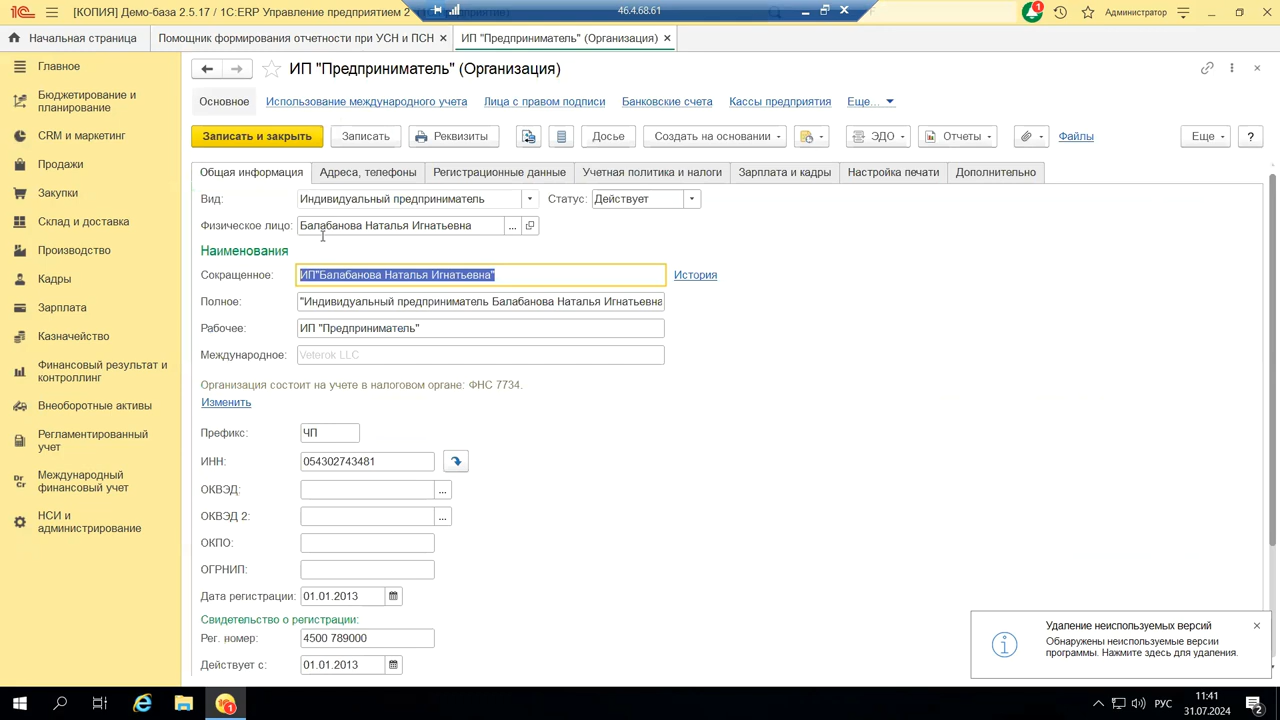 [КОПИЯ] Демо-база 2.5.17 / 1С:ERP Управление предприятием 2
46.4.68.61
1
Администратор
Начальная страница
Помощник формирования отчетности при УСН и ПСН
ИП "Предприниматель" (Организация)
Главное
Бюджетирование и
планирование
CRM и маркетинг
Продажи
Закупки
Склад и доставка
Производство
Кадры
Зарплата
Казначейство
Финансовый результат и
контроллинг
Внеоборотные активы
Регламентированный
учет
Dr
Cr
Международный
финансовый учет
НСИ и
администрирование
ИП "Предприниматель" (Организация)
Основное
Использование международного учета
Лица с правом подписи
Банковские счета
Кассы предприятия
Еще...
Записать и закрыть
Записать
Реквизиты
Досье
Создать на основании
ЭДО
Отчеты
Файлы
Еще
?
Общая информация
Адреса, телефоны
Регистрационные данные
Учетная политика и налоги
Зарплата и кадры
Настройка печати
Дополнительно
Вид: Индивидуальный предприниматель
Статус: Действует
Физическое лицо: Балабанова Наталья Игнатьевна ...
Наименования
Сокращенное: ИП"Балабанова Наталья Игнатьевна"
История
Полное: "Индивидуальный предприниматель Балабанова Наталья Игнатьевна
Рабочее: ИП "Предприниматель"
Международное: Veterok LLC
Организация состоит на учете в налоговом органе: ФНС 7734.
Изменить
Префикс: ЧП
ИНН: 054302743481
ОКВЭД: ...
ОКВЭД 2: ...
ОКПО:
ОГРНИП:
Дата регистрации: 01.01.2013
Свидетельство о регистрации:
Рег. номер: 4500 789000
Действует с: 01.01.2013
Удаление неиспользуемых версий
Обнаружены неиспользуемые версии
программы. Нажмите здесь для удаления.
1
РУС
11:41
31.07.2024
2